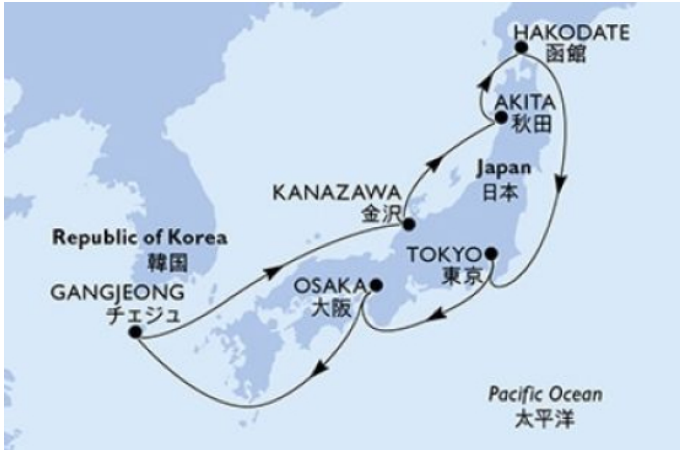 HAKODATE
函館
AKITA
秋田
Japan
日本
KANAZAWA
金沢
Republic of Korea
韓国
TOKYO
東京
GANGJEONG
チェジュ
OSAKA
大阪
Pacific Ocean
太平洋